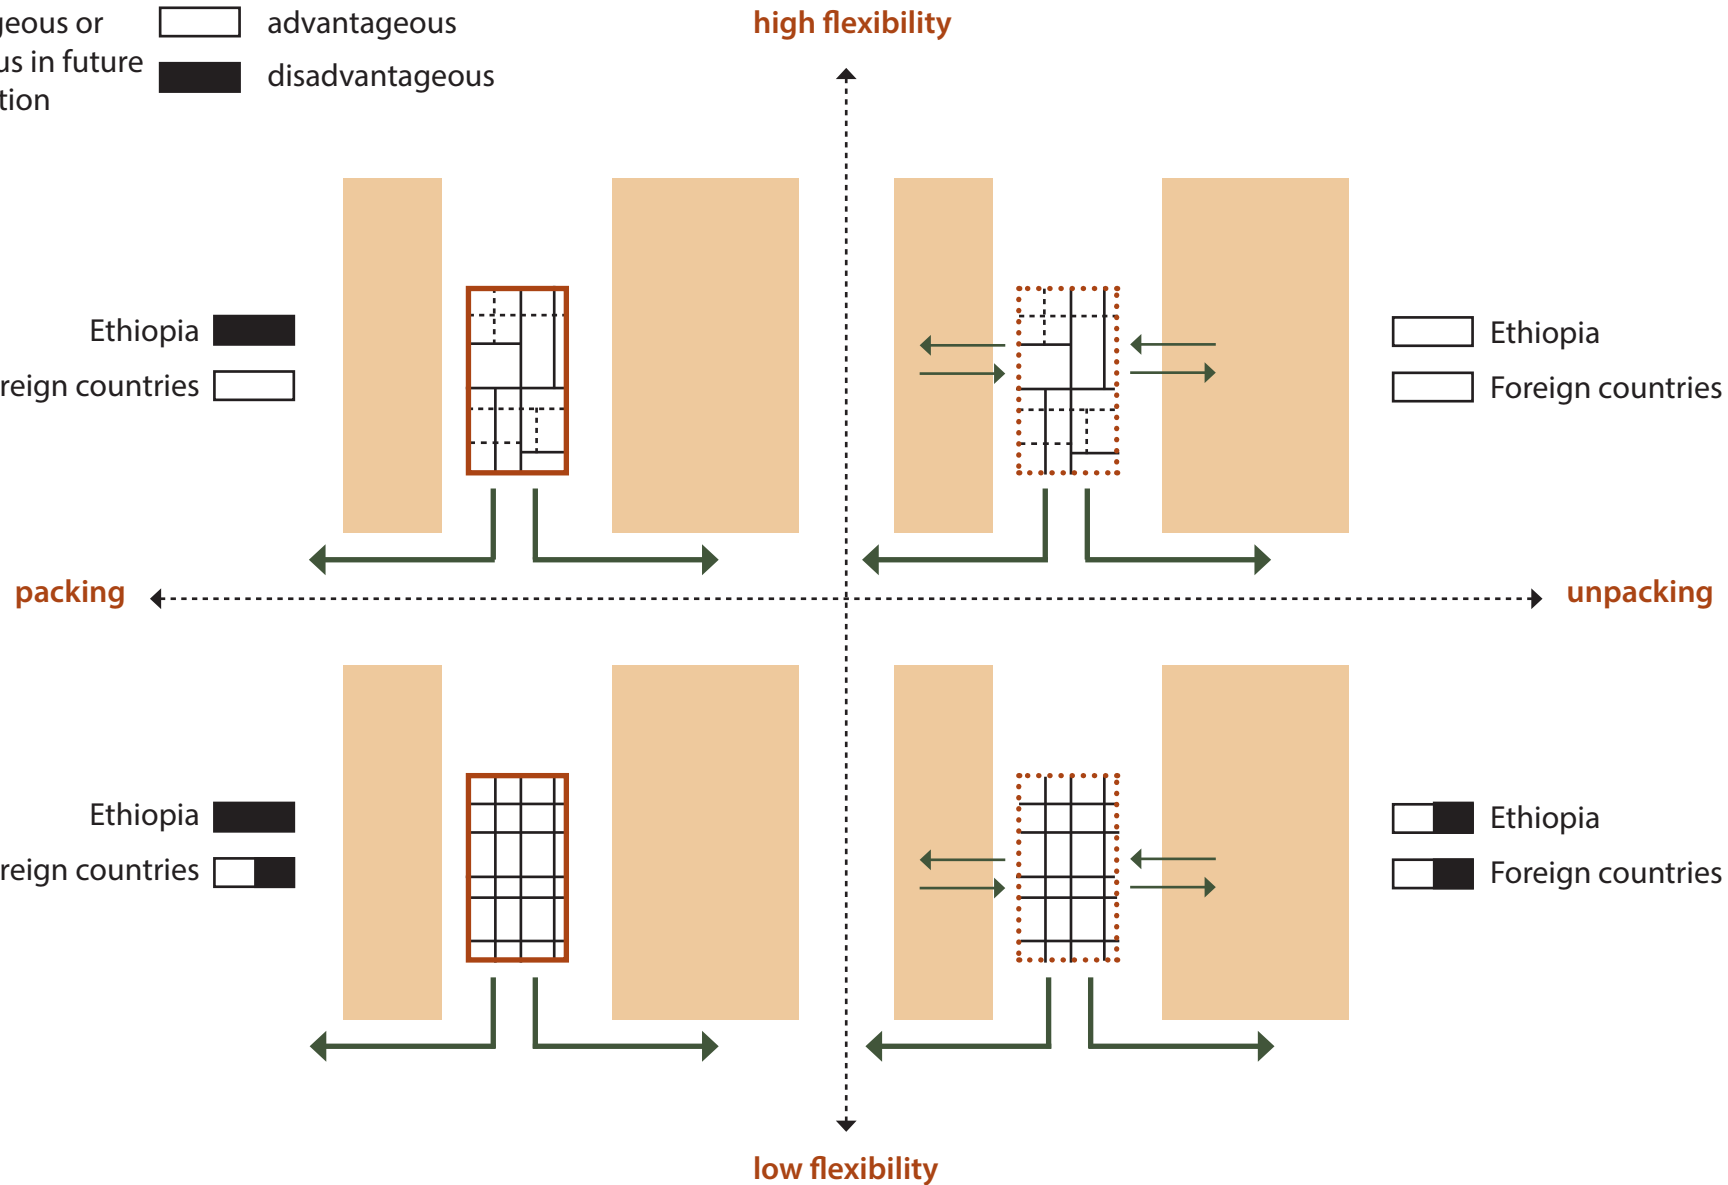 geous or
us in future
tion
advantageous
disadvantageous
high flexibility
Ethiopia
reign countries
Ethiopia
Foreign countries
packing
unpacking
Ethiopia
reign countries
Ethiopia
Foreign countries
low flexibility